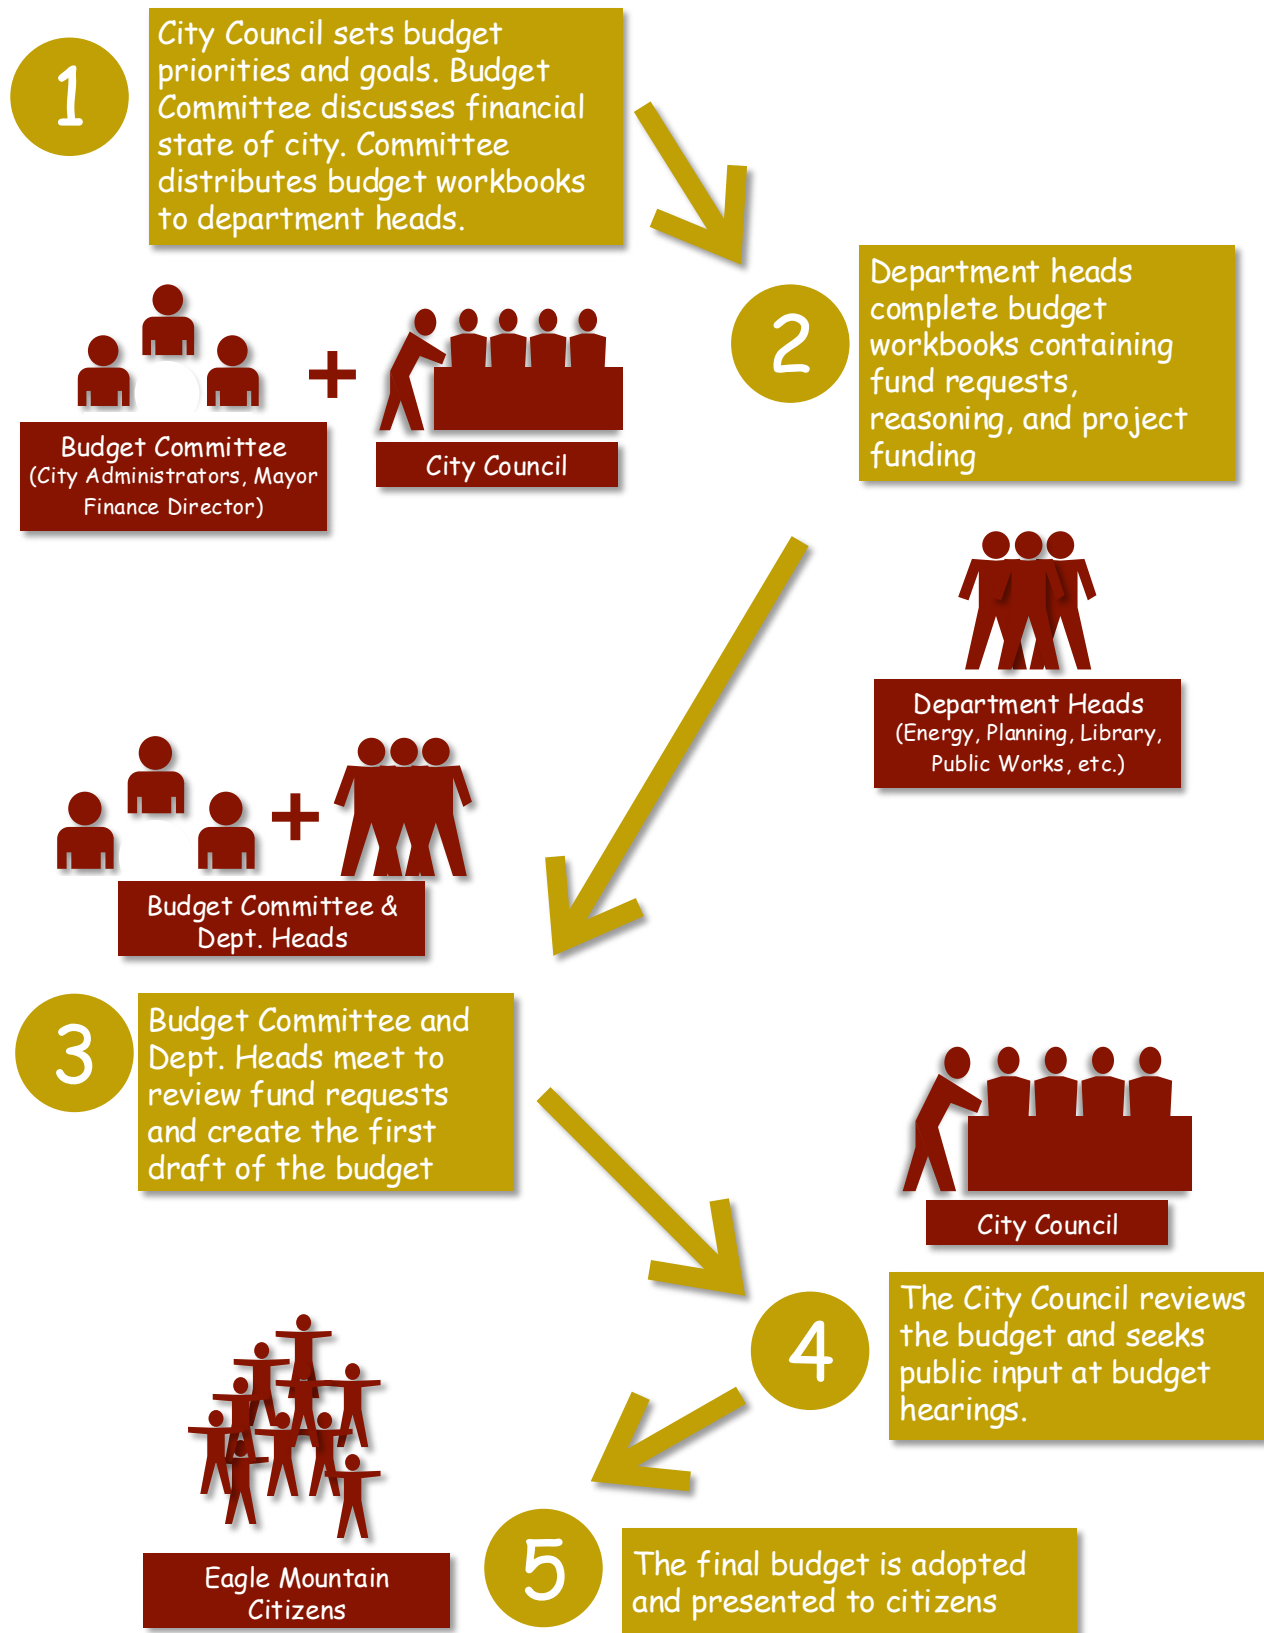 1
City Council sets budget
priorities and goals. Budget
Committee discusses financial
state of city. Committee
distributes budget workbooks
to department heads.
Budget Committee
(City Administrators, Mayor
Finance Director)
City Council
2
Department heads
complete budget
workbooks containing
fund requests,
reasoning, and project
funding
Department Heads
(Energy, Planning, Library,
Public Works, etc.)
Budget Committee &
Dept. Heads
3
Budget Committee and
Dept. Heads meet to
review fund requests
and create the first
draft of the budget
City Council
4
The City Council reviews
the budget and seeks
public input at budget
hearings.
Eagle Mountain
Citizens
5
The final budget is adopted
and presented to citizens